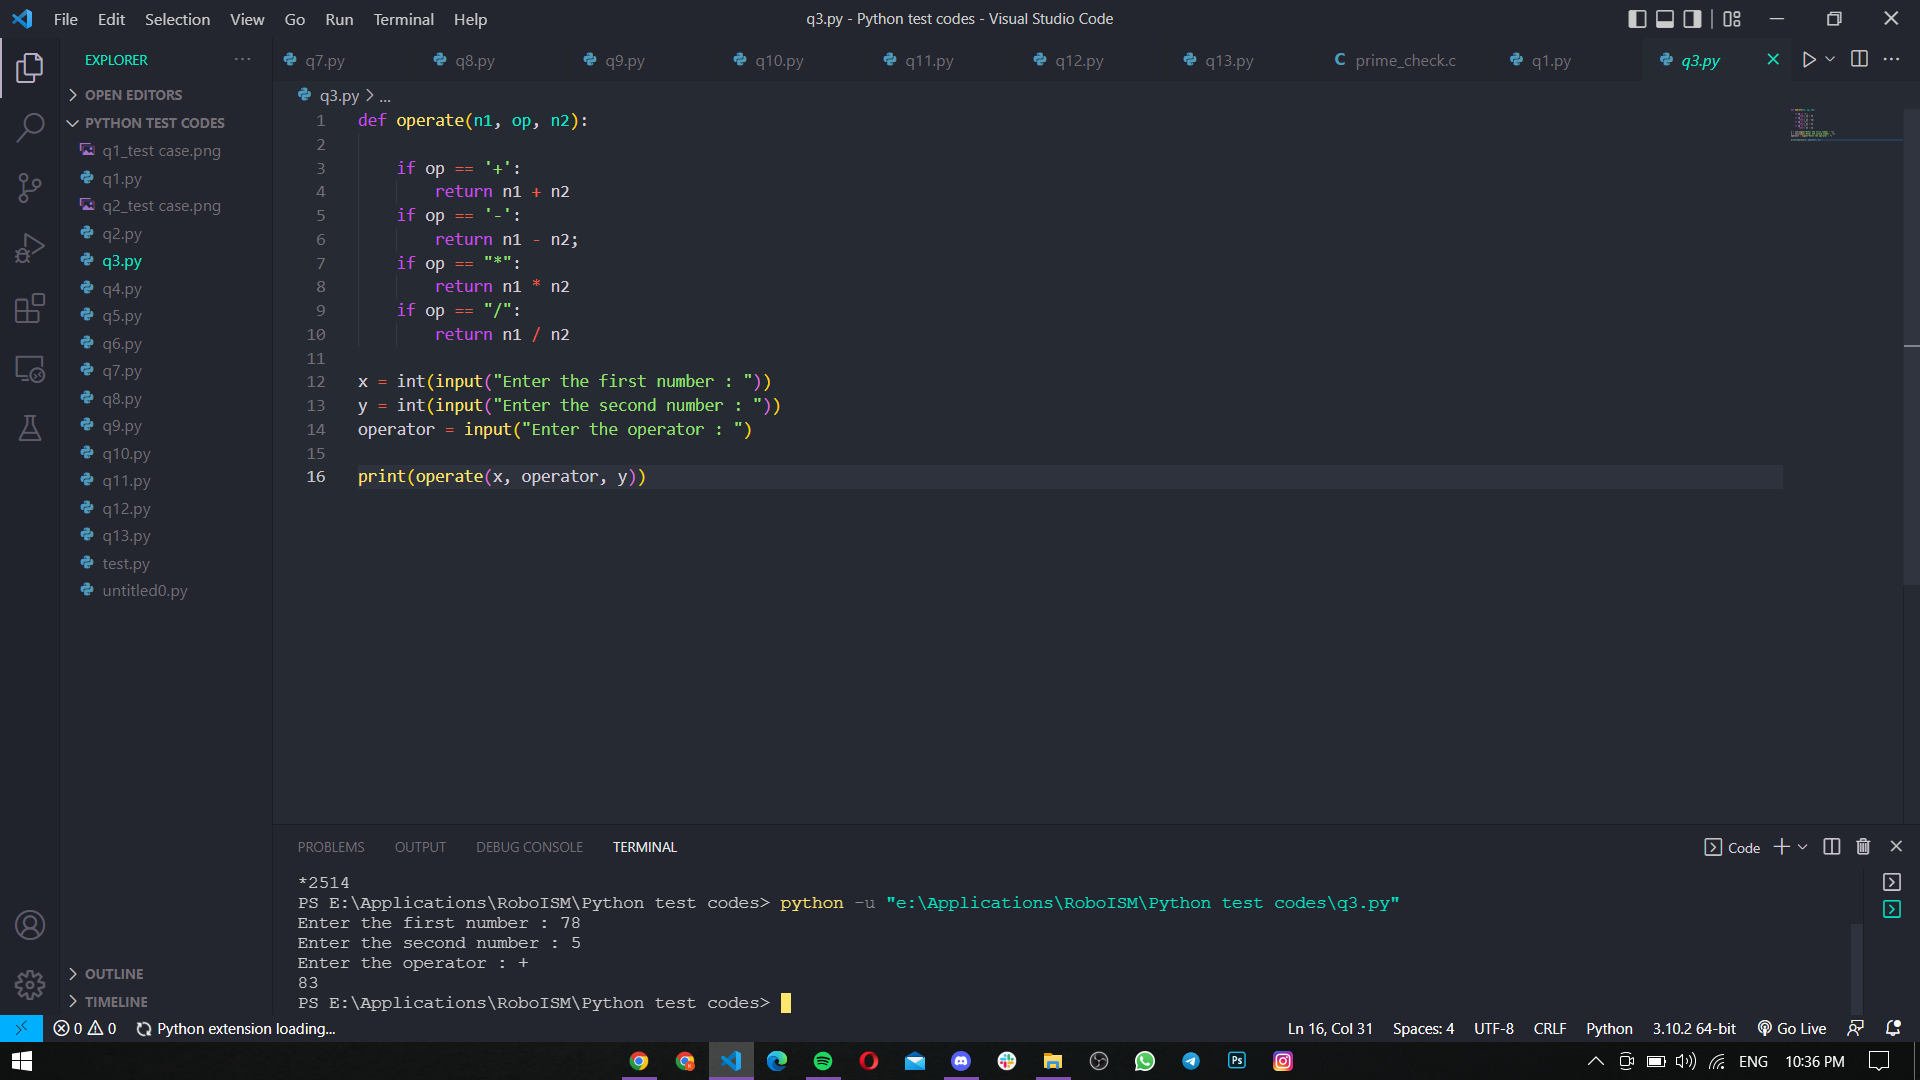 File Edit Selection View Go Run Terminal Help
q3.py - Python test codes - Visual Studio Code
EXPLORER
OPEN EDITORS
PYTHON TEST CODES
q1_test case.png
q1.py
q2_test case.png
q2.py
q3.py
q4.py
q5.py
q6.py
q7.py
q8.py
q9.py
q10.py
q11.py
q12.py
q13.py
test.py
untitled0.py
OUTLINE
TIMELINE
q7.py q8.py q9.py q10.py q11.py q12.py q13.py C prime_check.c q1.py q3.py
q3.py > ...
1 def operate(n1, op, n2):
2
3 if op == '+':
4 return n1 + n2
5 if op == '-':
6 return n1 - n2;
7 if op == "*":
8 return n1 * n2
9 if op == "/":
10 return n1 / n2
11
12 x = int(input("Enter the first number : "))
13 y = int(input("Enter the second number : "))
14 operator = input("Enter the operator : ")
15
16 print(operate(x, operator, y))
PROBLEMS OUTPUT DEBUG CONSOLE TERMINAL
Code
*2514
PS E:\Applications\RoboISM\Python test codes> python -u "e:\Applications\RoboISM\Python test codes\q3.py"
Enter the first number : 78
Enter the second number : 5
Enter the operator : +
83
PS E:\Applications\RoboISM\Python test codes>
0 0 Python extension loading...
Ln 16, Col 31 Spaces: 4 UTF-8 CRLF Python 3.10.2 64-bit Go Live
Ps
ENG 10:36 PM